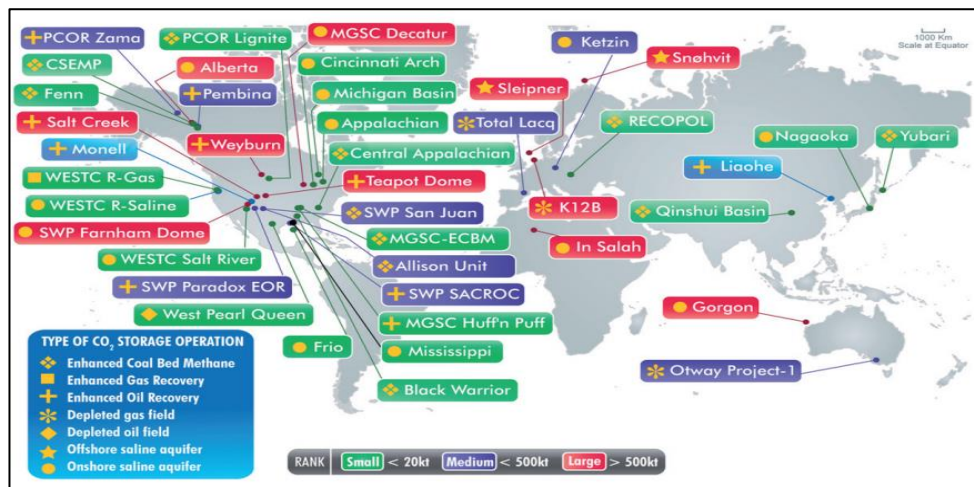 PCOR Zama
PCOR Lignite
MGSC Decatur
Ketzin
1000 Km
Scale at Equator
CSEMP
Alberta
Cincinnati Arch
Snøhvit
Fenn
Pembina
Michigan Basin
Sleipner
Salt Creek
Appalachian
Total Lacq
RECOPOL
Nagaoka
Yubari
Monell
Weyburn
Central Appalachian
Liaohe
WESTC R-Gas
Teapot Dome
WESTC R-Saline
SWP San Juan
K12B
Qinshui Basin
SWP Farnham Dome
MGSC-ECBM
In Salah
WESTC Salt River
Allison Unit
SWP Paradox EOR
SWP SACROC
Gorgon
West Pearl Queen
MGSC Huff'n Puff
Frio
Mississippi
Otway Project-1
Black Warrior
TYPE OF CO₂ STORAGE OPERATION
Enhanced Coal Bed Methane
Enhanced Gas Recovery
Enhanced Oil Recovery
Depleted gas field
Depleted oil field
Offshore saline aquifer
Onshore saline aquifer
RANK Small < 20kt Medium < 500kt Large > 500kt